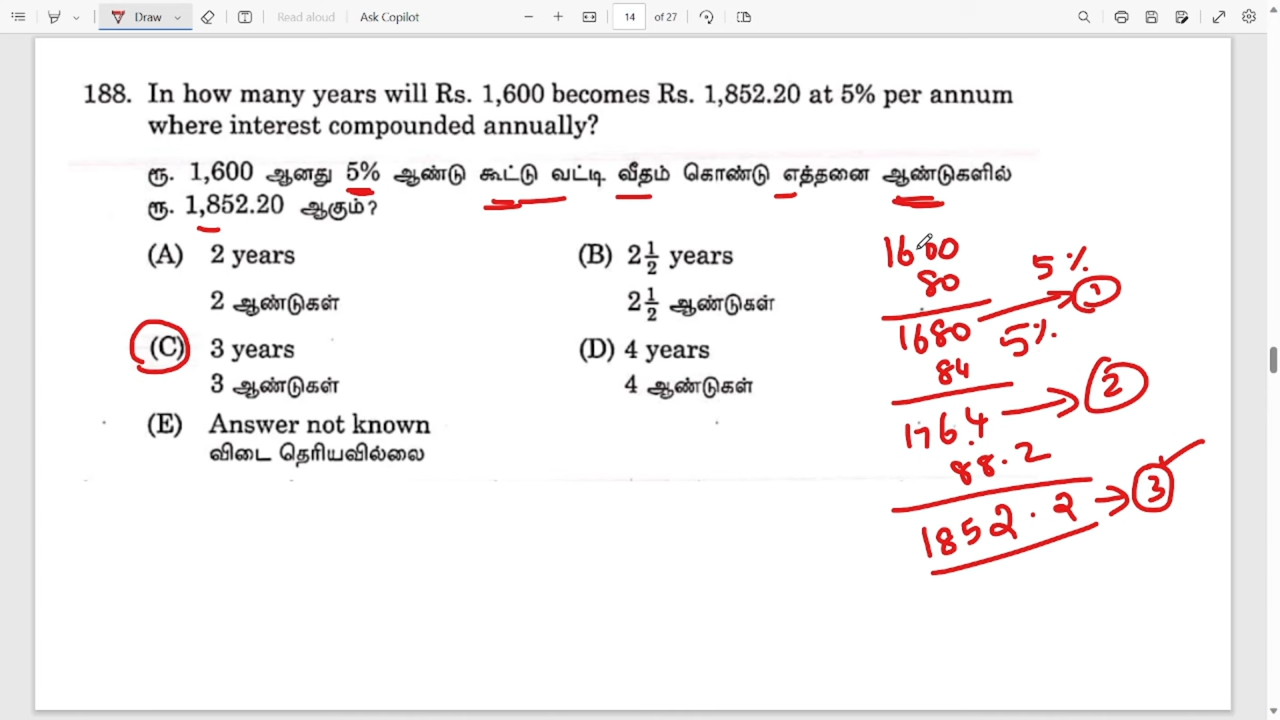 Draw
Read aloud
Ask Copilot
14
of 27
188. In how many years will Rs. 1,600 becomes Rs. 1,852.20 at 5% per annum
where interest compounded annually?
ரூ. 1,600 ஆனது 5% ஆண்டு கூட்டு வட்டி வீதம் கொண்டு எத்தனை ஆண்டுகளில்
ரூ. 1,852.20 ஆகும்?
(A) 2 years
2 ஆண்டுகள்
(B) 2 1/2 years
2 1/2 ஆண்டுகள்
(C) 3 years
3 ஆண்டுகள்
(D) 4 years
4 ஆண்டுகள்
(E) Answer not known
விடை தெரியவில்லை
1600
80
5%
1680
1
5%
84
1764
2
88.2
1852.2
3